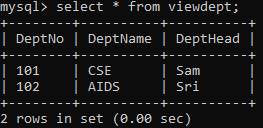 mysql> select * from viewdept;
+--------+----------+----------+
| DeptNo | DeptName | DeptHead |
+--------+----------+----------+
| 101    | CSE      | Sam      |
| 102    | AIDS     | Sri      |
+--------+----------+----------+
2 rows in set (0.00 sec)